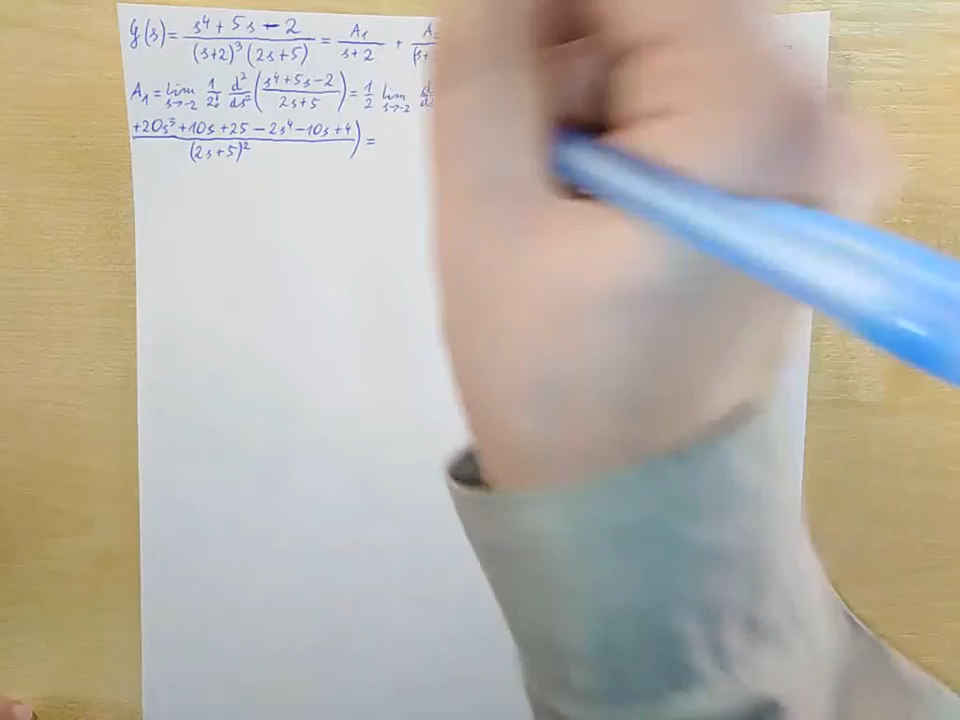 G(s) = (s⁴ + 5s − 2) / ((s+2)³ (2s+5)) = A₁ / (s+2) + 
A₁ = lim s→−2 1/2! d²/ds² ((s⁴+5s−2) / (2s+5)) = 1/2 lim s→−2
(+20s³ + 10s + 25 − 2s⁴ − 10s + 4) / (2s+5)²) =